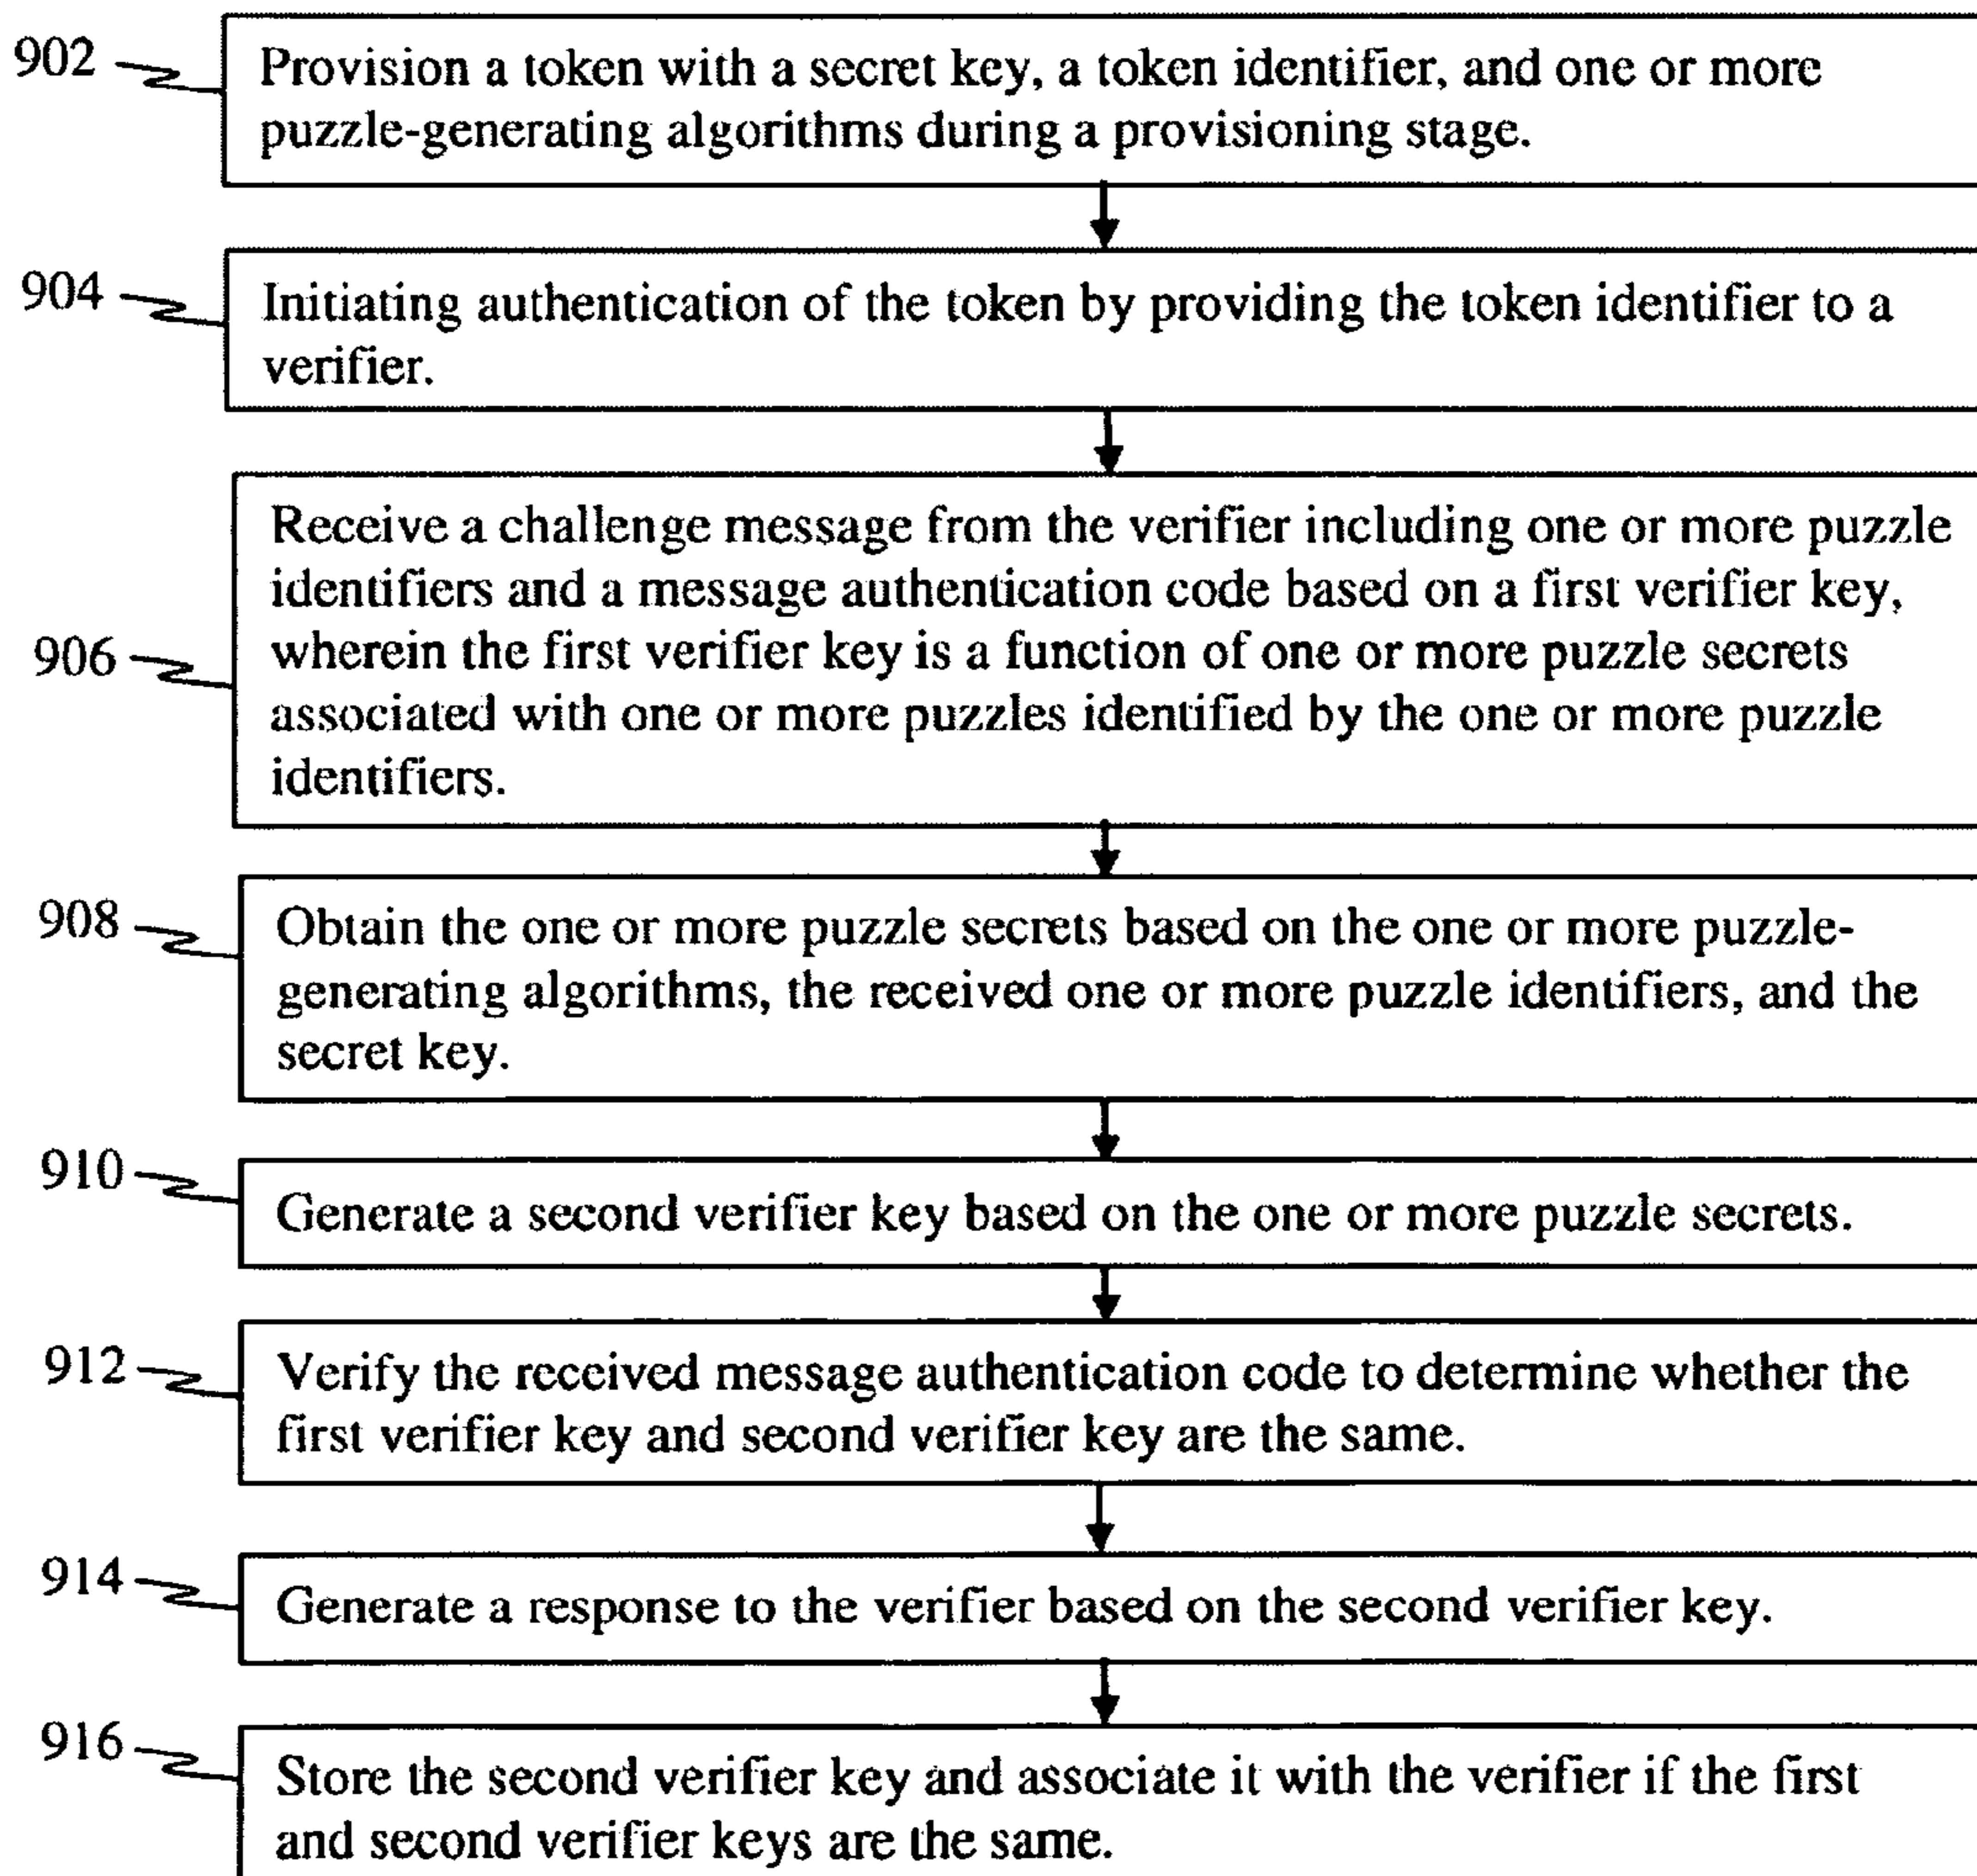 902
Provision a token with a secret key, a token identifier, and one or more
puzzle-generating algorithms during a provisioning stage.
904
Initiating authentication of the token by providing the token identifier to a
verifier.
Receive a challenge message from the verifier including one or more puzzle
identifiers and a message authentication code based on a first verifier key,
906
wherein the first verifier key is a function of one or more puzzle secrets
associated with one or more puzzles identified by the one or more puzzle
identifiers.
908
Obtain the one or more puzzle secrets based on the one or more puzzle-
generating algorithms, the received one or more puzzle identifiers, and the
secret key.
910
Generate a second verifier key based on the one or more puzzle secrets.
912
Verify the received message authentication code to determine whether the
first verifier key and second verifier key are the same.
914
Generate a response to the verifier based on the second verifier key.
916
Store the second verifier key and associate it with the verifier if the first
and second verifier keys are the same.